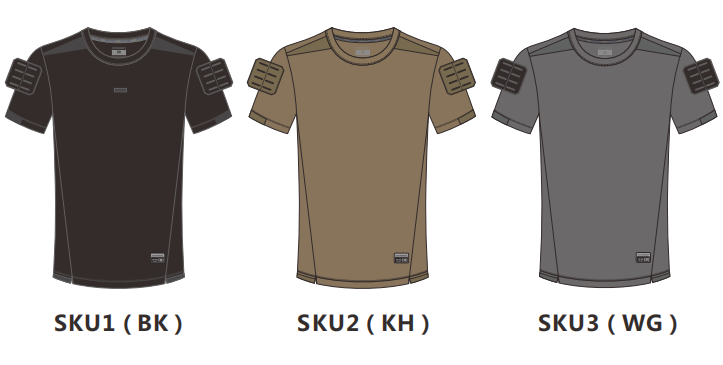 SKU1 ( BK )
SKU2 ( KH )
SKU3 ( WG )